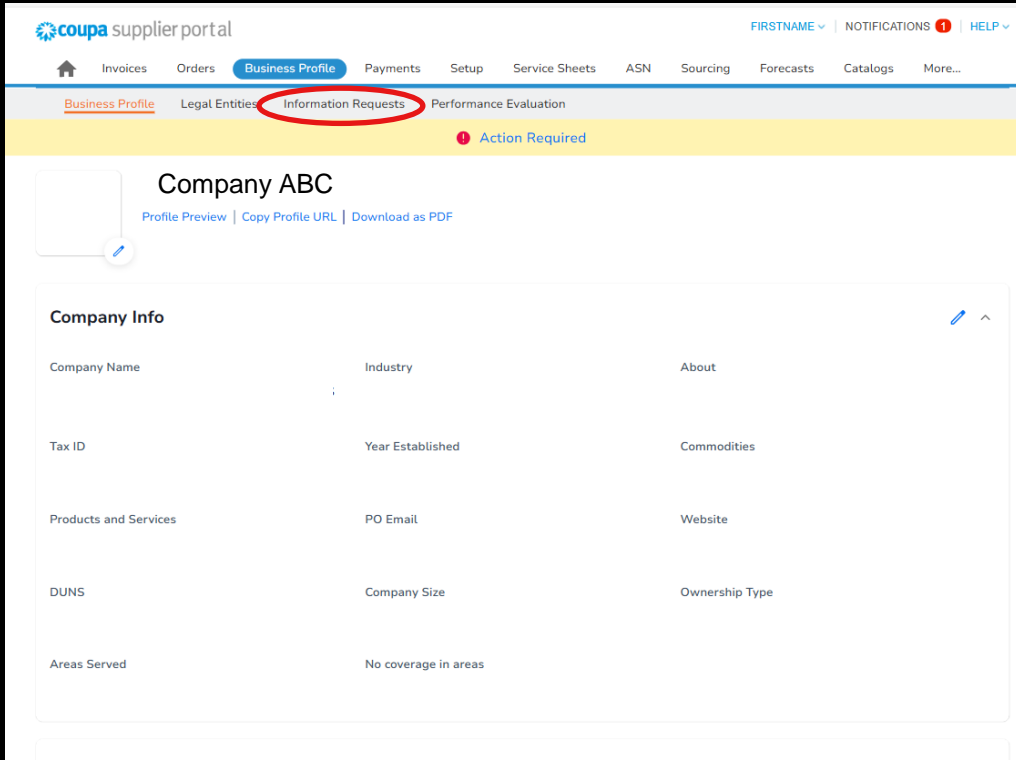 coupa supplier portal
FIRSTNAME NOTIFICATIONS 1 HELP
Invoices Orders Business Profile Payments Setup Service Sheets ASN Sourcing Forecasts Catalogs More...
Business Profile Legal Entities Information Requests Performance Evaluation
Action Required
Company ABC
Profile Preview | Copy Profile URL | Download as PDF
Company Info
Company Name Industry About
Tax ID Year Established Commodities
Products and Services PO Email Website
DUNS Company Size Ownership Type
Areas Served No coverage in areas